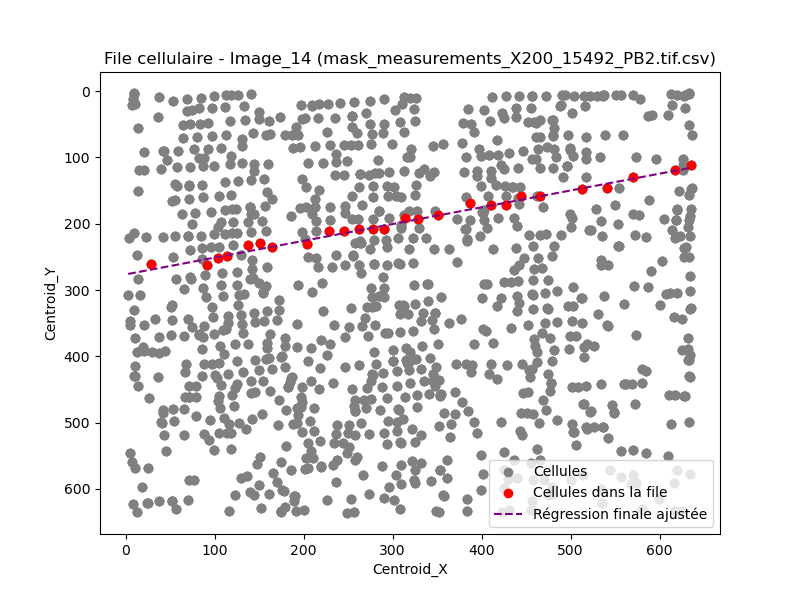 File cellulaire - Image_14 (mask_measurements_X200_15492_PB2.tif.csv)
0
100
200
300
400
500
600
Centroid_Y
Cellules
Cellules dans la file
Régression finale ajustée
0 100 200 300 400 500 600
Centroid_X